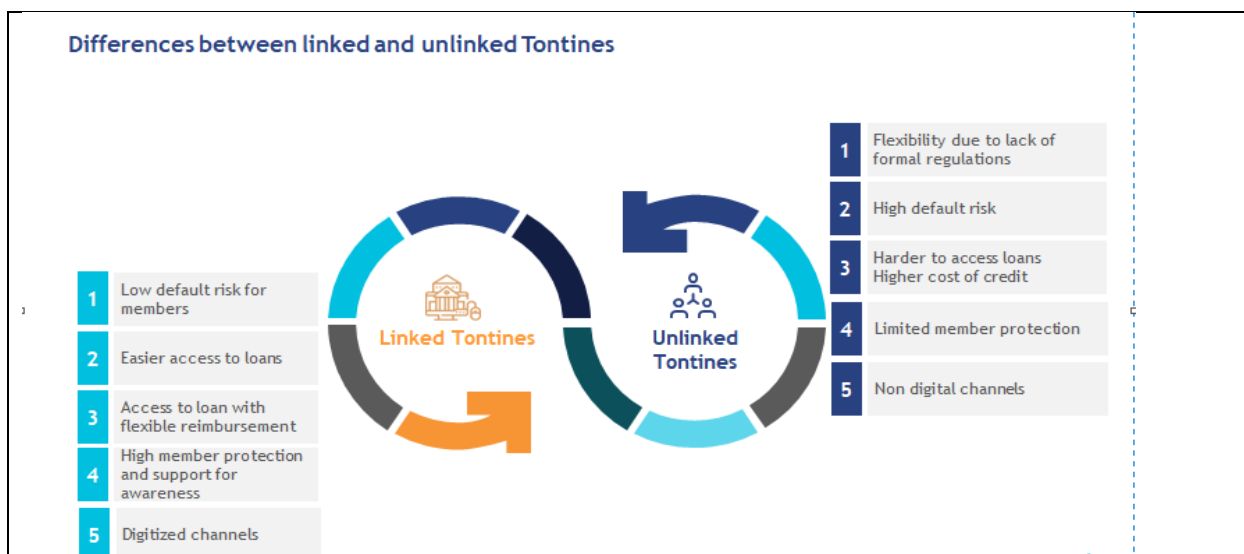 Differences between linked and unlinked Tontines
1
Flexibility due to lack of
formal regulations
2
High default risk
3
Harder to access loans
Higher cost of credit
4
Limited member protection
5
Non digital channels
Linked Tontines
Unlinked
Tontines
1
Low default risk for
members
2
Easier access to loans
3
Access to loan with
flexible reimbursement
4
High member protection
and support for
awareness
5
Digitized channels